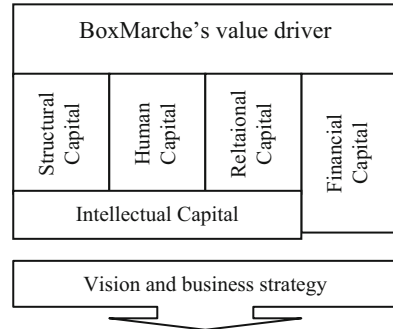 BoxMarche’s value driver
Structural
Capital
Human
Capital
Reltaional
Capital
Financial
Capital
Intellectual Capital
Vision and business strategy